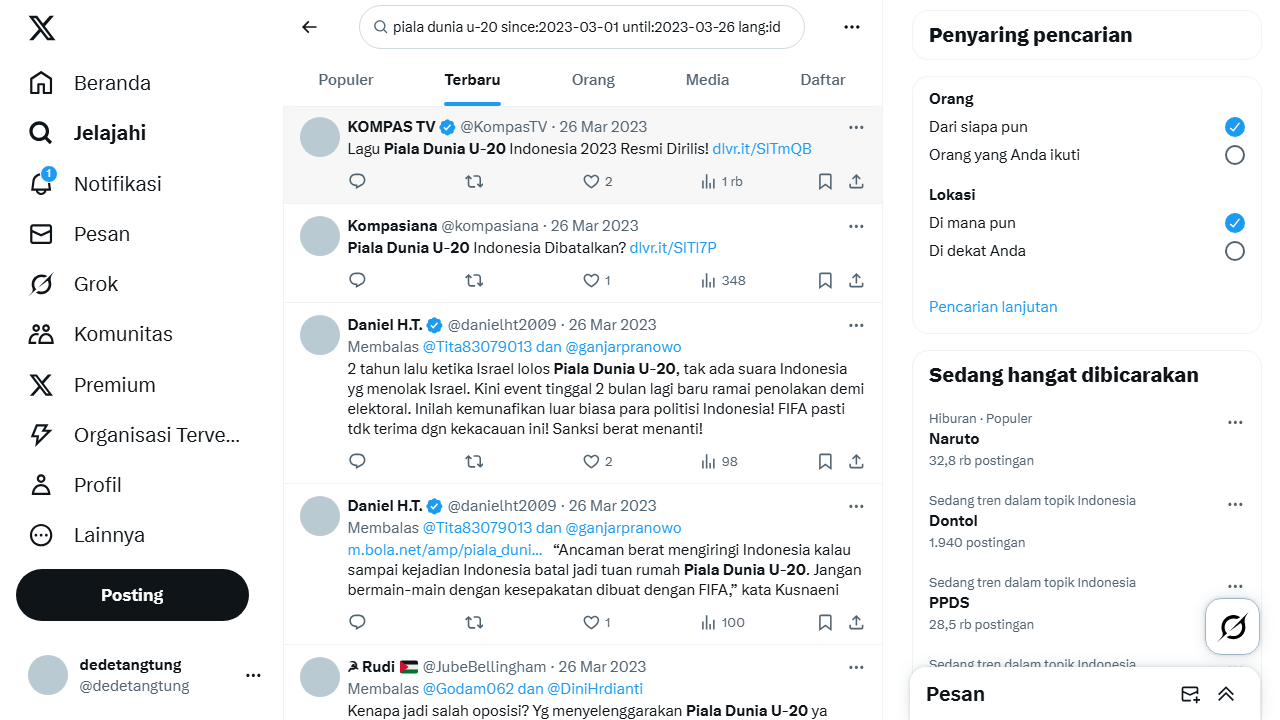 Beranda
Jelajahi
1
Notifikasi
Pesan
Grok
Komunitas
Premium
Organisasi Terve...
Profil
Lainnya
Posting
dedetangtung
@dedetangtung
piala dunia u-20 since:2023-03-01 until:2023-03-26 lang:id
Populer
Terbaru
Orang
Media
Daftar
KOMPAS TV @KompasTV · 26 Mar 2023
Lagu Piala Dunia U-20 Indonesia 2023 Resmi Dirilis! dlvr.it/SlTmQB
2
1 rb
Kompasiana @kompasiana · 26 Mar 2023
Piala Dunia U-20 Indonesia Dibatalkan? dlvr.it/SlTl7P
1
348
Daniel H.T. @danielht2009 · 26 Mar 2023
Membalas @Tita83079013 dan @ganjarpranowo
2 tahun lalu ketika Israel lolos Piala Dunia U-20, tak ada suara Indonesia
yg menolak Israel. Kini event tinggal 2 bulan lagi baru ramai penolakan demi
elektoral. Inilah kemunafikan luar biasa para politisi Indonesia! FIFA pasti
tdk terima dgn kekacauan ini! Sanksi berat menanti!
2
98
Daniel H.T. @danielht2009 · 26 Mar 2023
Membalas @Tita83079013 dan @ganjarpranowo
m.bola.net/amp/piala_duni... “Ancaman berat mengiringi Indonesia kalau
sampai kejadian Indonesia batal jadi tuan rumah Piala Dunia U-20. Jangan
bermain-main dengan kesepakatan dibuat dengan FIFA,” kata Kusnaeni
1
100
Rudi @JubeBellingham · 26 Mar 2023
Membalas @Godam062 dan @DiniHrdianti
Kenapa jadi salah oposisi? Yg menyelenggarakan Piala Dunia U-20 ya
Penyaring pencarian
Orang
Dari siapa pun
Orang yang Anda ikuti
Lokasi
Di mana pun
Di dekat Anda
Pencarian lanjutan
Sedang hangat dibicarakan
Hiburan · Populer
Naruto
32,8 rb postingan
Sedang tren dalam topik Indonesia
Dontol
1.940 postingan
Sedang tren dalam topik Indonesia
PPDS
28,5 rb postingan
Sedang tren dalam topik Indonesia
Pesan